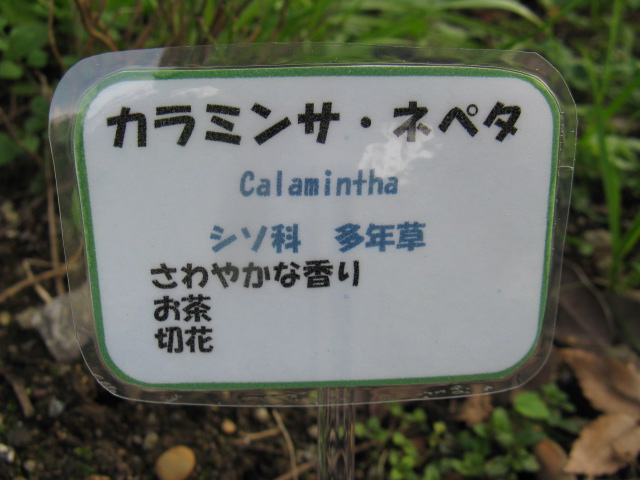 カラミンサ・ネペタ
Calamintha
シソ科　多年草
さわやかな香り
お茶
切花